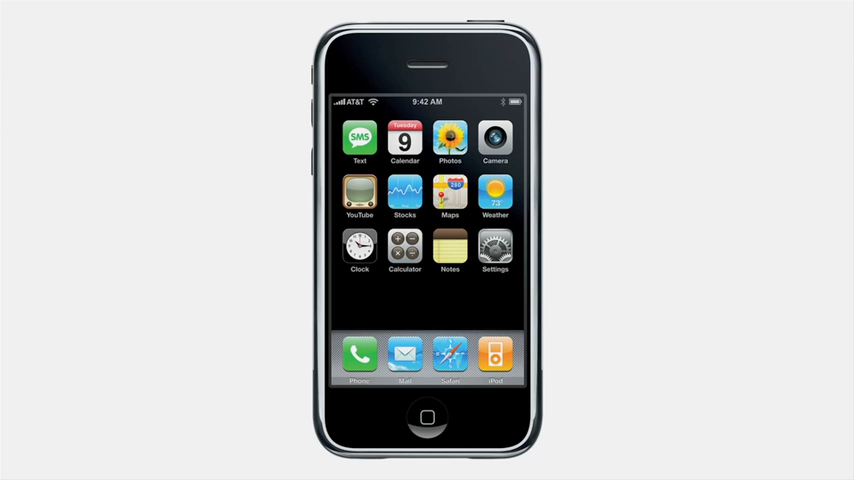 AT&T 9:42 AM
SMS Tuesday 9
Text Calendar Photos Camera
280 73°
YouTube Stocks Maps Weather
Clock Calculator Notes Settings
Phone Mail Safari iPod